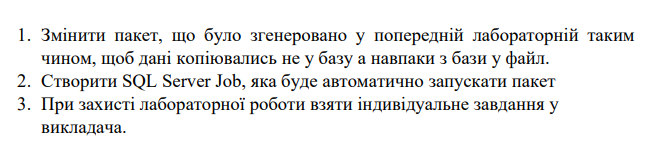 1. Змінити пакет, що було згенеровано у попередній лабораторній таким
чином, щоб дані копіювались не у базу а навпаки з бази у файл.
2. Створити SQL Server Job, яка буде автоматично запускати пакет
3. При захисті лабораторної роботи взяти індивідуальне завдання у
викладача.